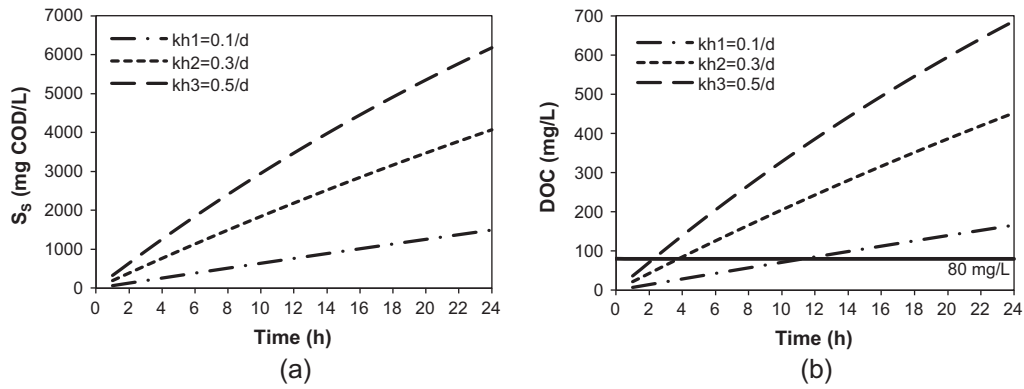 7000
6000
5000
4000
3000
2000
1000
0
S_S (mg COD/L)
kh1=0.1/d
kh2=0.3/d
kh3=0.5/d
0 2 4 6 8 10 12 14 16 18 20 22 24
Time (h)
(a)
700
600
500
400
300
200
100
0
DOC (mg/L)
kh1=0.1/d
kh2=0.3/d
kh3=0.5/d
80 mg/L
0 2 4 6 8 10 12 14 16 18 20 22 24
Time (h)
(b)